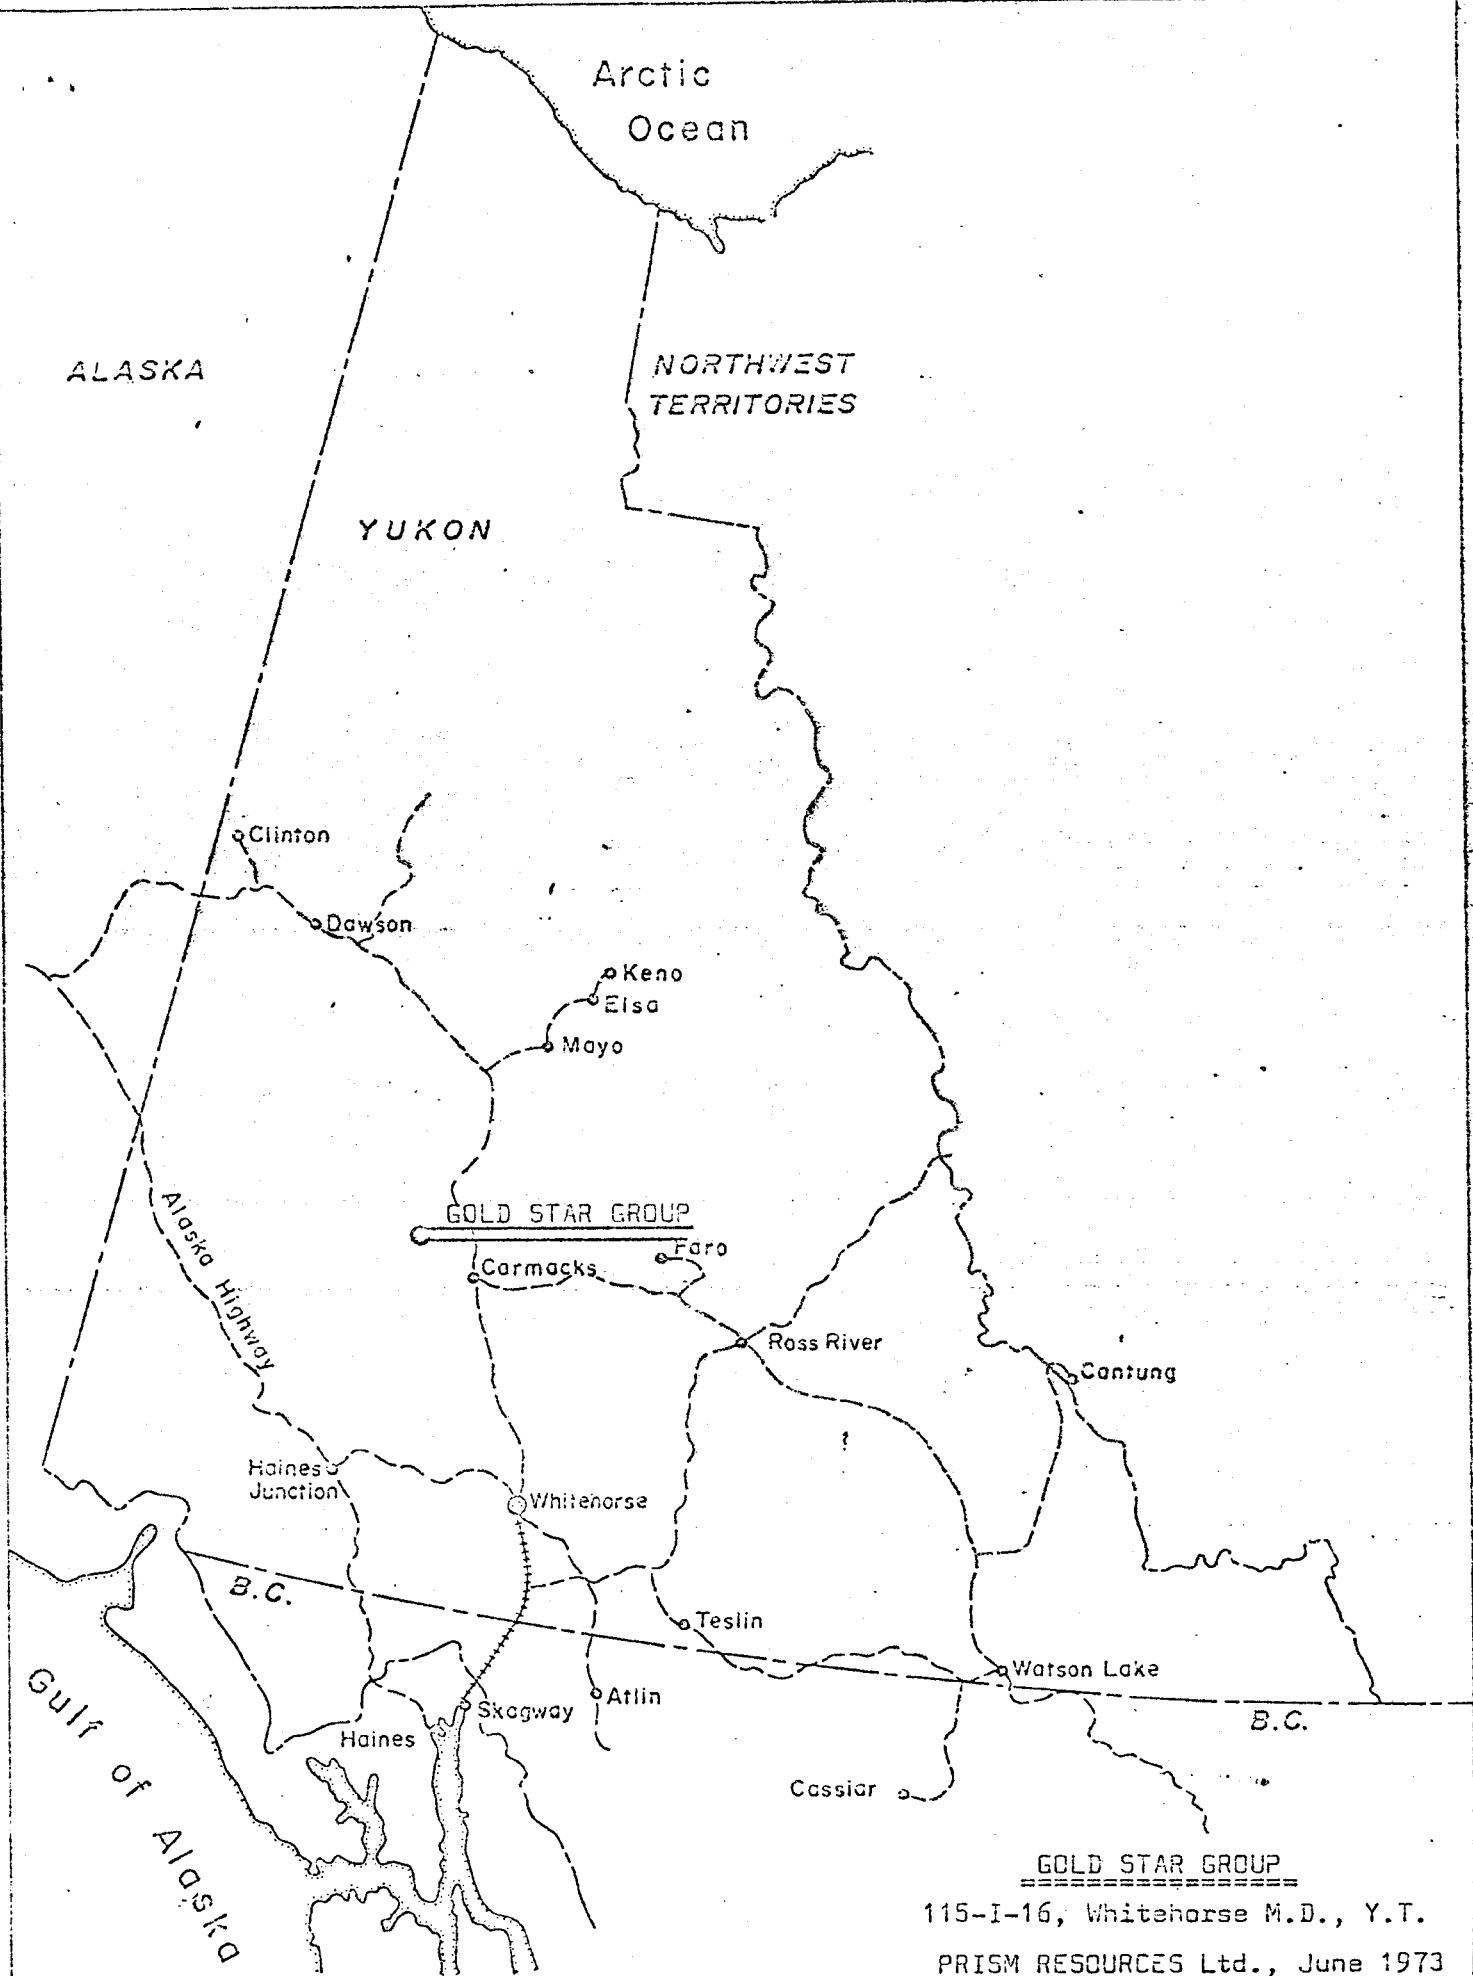 Arctic
Ocean
ALASKA
NORTHWEST
TERRITORIES
YUKON
Clinton
Dawson
Keno
Elsa
Mayo
Alaska Highway
GOLD STAR GROUP
Faro
Carmacks
Ross River
Cantung
Haines
Junction
Whitehorse
B.C.
Teslin
Watson Lake
Atlin
Skagway
B.C.
Haines
Cassiar
Gulf of Alaska
GOLD STAR GROUP
115-I-16, Whitehorse M.D., Y.T.
PRISM RESOURCES Ltd., June 1973